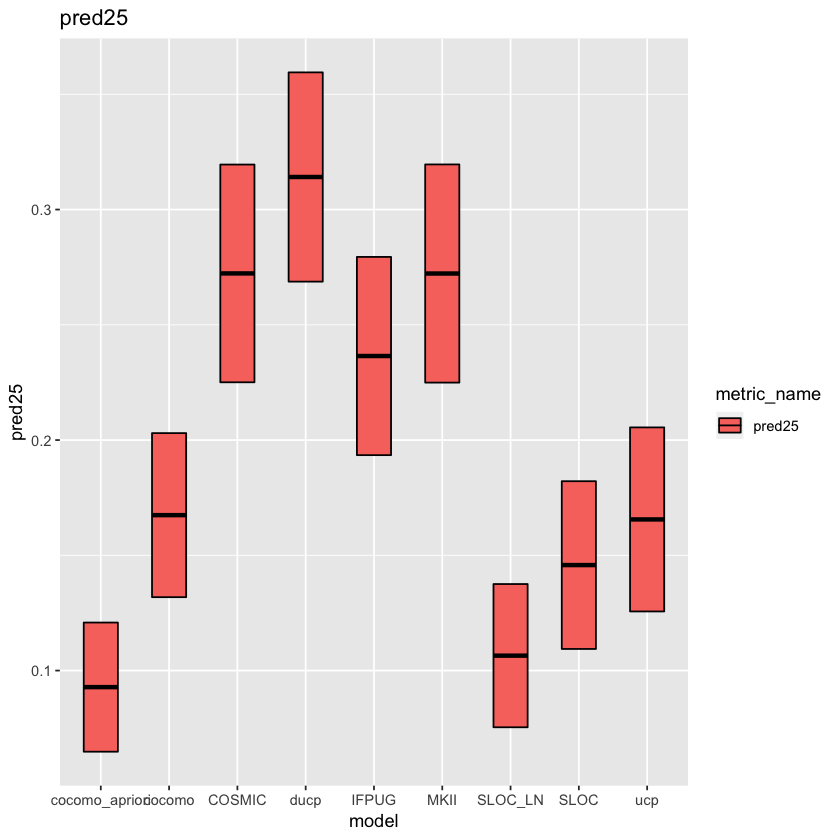 pred25
pred25
0.3
0.2
0.1
cocomo_apriori cocomo COSMIC ducp IFPUG MKII SLOC_LN SLOC ucp
model
metric_name
pred25